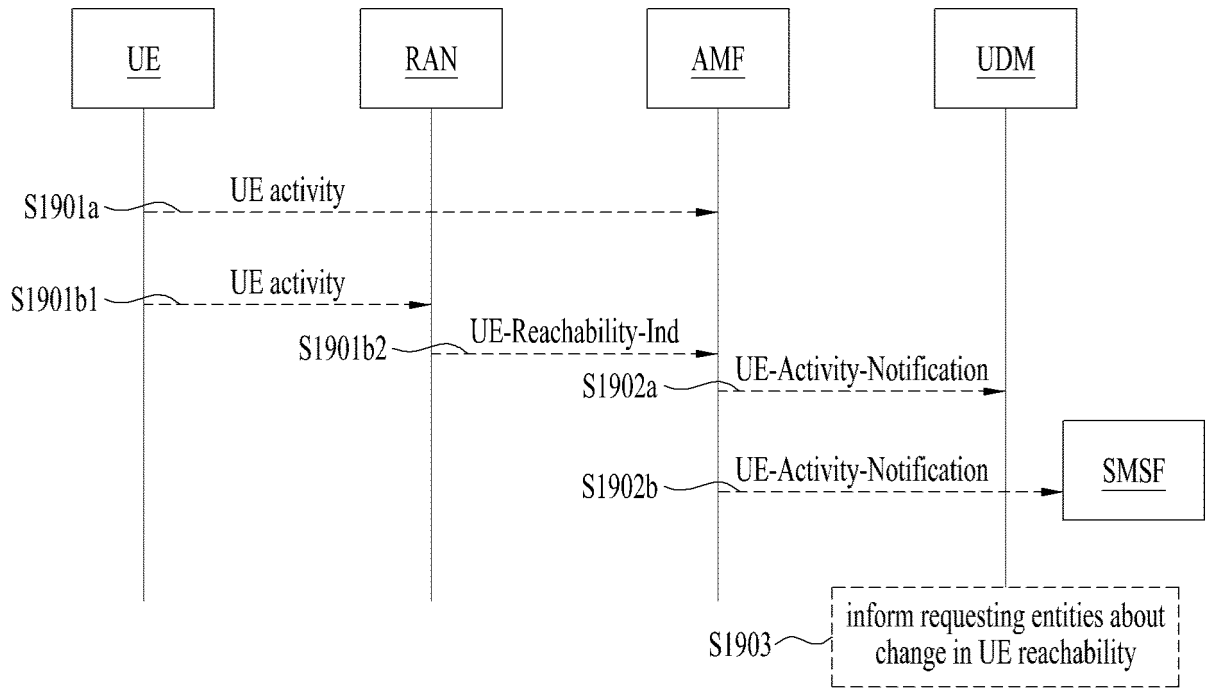 UE
RAN
AMF
UDM
UE activity
S1901a
UE activity
S1901b1
UE-Reachability-Ind
S1901b2
UE-Activity-Notification
S1902a
UE-Activity-Notification
S1902b
SMSF
inform requesting entities about
change in UE reachability
S1903